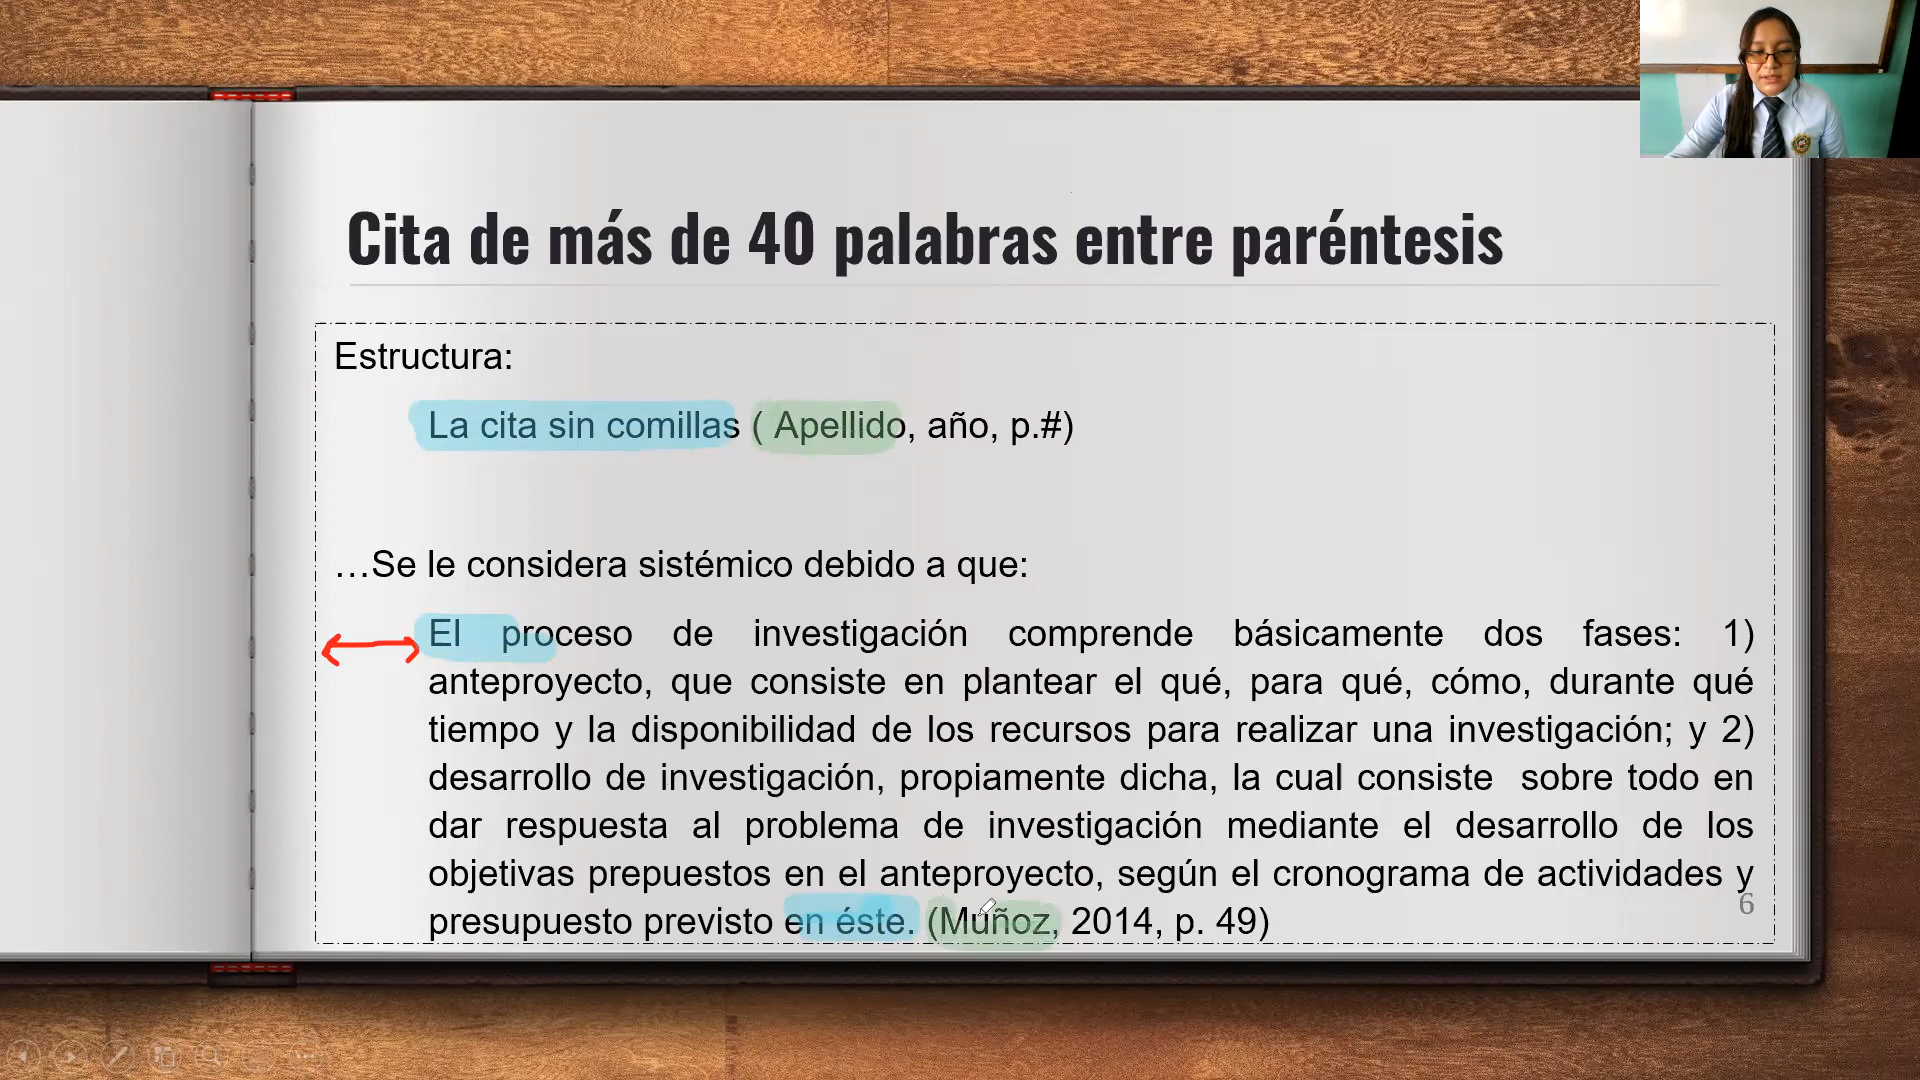 Cita de más de 40 palabras entre paréntesis
Estructura:
La cita sin comillas ( Apellido, año, p.#)
…Se le considera sistémico debido a que:
El proceso de investigación comprende básicamente dos fases: 1)
anteproyecto, que consiste en plantear el qué, para qué, cómo, durante qué
tiempo y la disponibilidad de los recursos para realizar una investigación; y 2)
desarrollo de investigación, propiamente dicha, la cual consiste sobre todo en
dar respuesta al problema de investigación mediante el desarrollo de los
objetivas prepuestos en el anteproyecto, según el cronograma de actividades y
presupuesto previsto en éste. (Muñoz, 2014, p. 49)
6